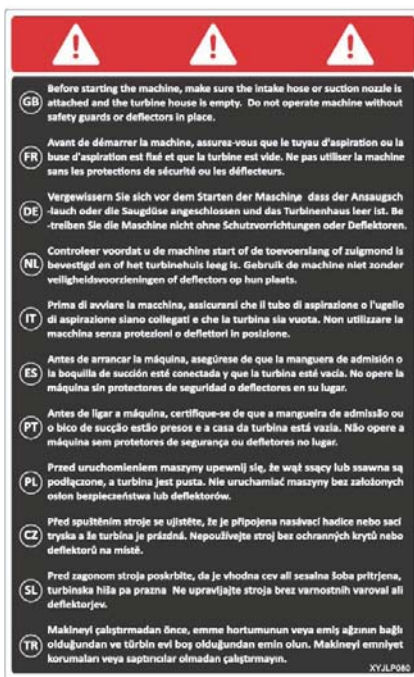 GB Before starting the machine, make sure the intake hose or suction nozzle is
attached and the turbine house is empty. Do not operate machine without
safety guards or deflectors in place.
FR Avant de démarrer la machine, assurez-vous que le tuyau d'aspiration ou la
buse d'aspiration est fixé et que la turbine est vide. Ne pas utiliser la machine
sans les protections de sécurité ou les déflecteurs.
DE Vergewissern Sie sich vor dem Starten der Maschine dass der Ansaugsch
-lauch oder die Saugdüse angeschlossen und das Turbinenhaus leer ist. Be
-treiben Sie die Maschine nicht ohne Schutzvorrichtungen oder Deflektoren.
NL Controleer voordat u de machine start of de toevoerslang of zuigmond is
bevestigd en of het turbinehuis leeg is. Gebruik de machine niet zonder
veiligheidsvoorzieningen of deflectors op hun plaats.
IT Prima di avviare la macchina, assicurarsi che il tubo di aspirazione o l'ugello
di aspirazione siano collegati e che la turbina sia vuota. Non utilizzare la
macchina senza protezioni o deflettori in posizione.
ES Antes de arrancar la máquina, asegúrese de que la manguera de admisión o
la boquilla de succión esté conectada y que la turbina esté vacía. No opere la
máquina sin protectores de seguridad o deflectores en su lugar.
PT Antes de ligar a máquina, certifique-se de que a mangueira de admissão ou
o bico de sucção estão presos e a casa da turbina está vazia. Não opere a
máquina sem protetores de segurança ou defletores no lugar.
PL Przed uruchomieniem maszyny upewnij się, że wąż ssący lub ssawna są
podłączone, a turbina jest pusta. Nie uruchamiać maszyny bez założonych
osłon bezpieczeństwa lub deflektorów.
CZ Před spuštěním stroje se ujistěte, že je připojena nasávací hadice nebo sací
tryska a že turbína je prázdná. Nepoužívejte stroj bez ochranných krytů nebo
deflektorů na místě.
SL Pred zagonom stroja poskrbite, da je vhodna cev ali sesalna šoba pritrjena,
turbinska hiša pa prazna Ne upravljajte stroja brez varnostnih varoval ali
deflektorjev.
TR Makineyi çalıştırmadan önce, emme hortumunun veya emiş ağzının bağlı
olduğundan ve türbin evi boş olduğundan emin olun. Makineyi emniyet
korumaları veya saptırıcılar olmadan çalıştırmayın.
XYJLP080